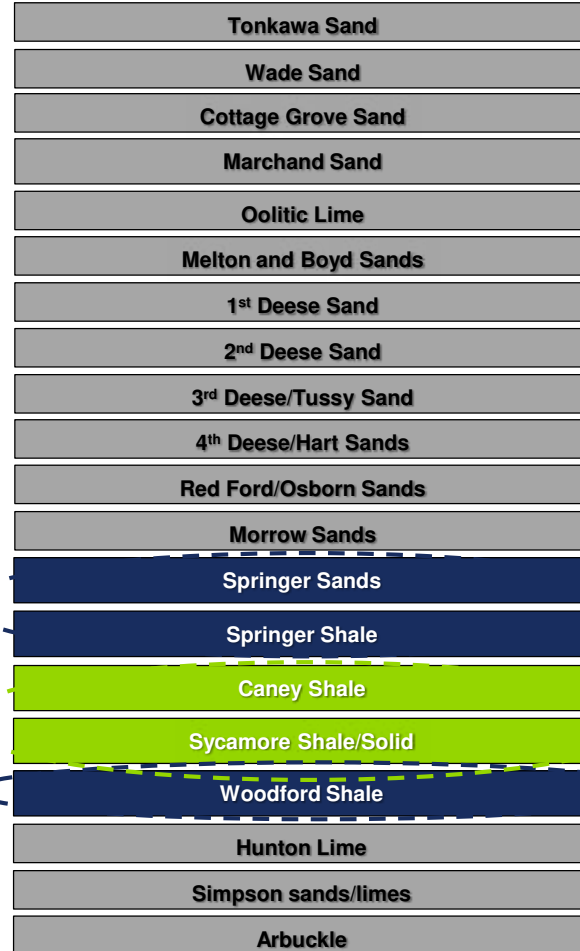 Tonkawa Sand
Wade Sand
Cottage Grove Sand
Marchand Sand
Oolitic Lime
Melton and Boyd Sands
1st Deese Sand
2nd Deese Sand
3rd Deese/Tussy Sand
4th Deese/Hart Sands
Red Ford/Osborn Sands
Morrow Sands
Springer Sands
Springer Shale
Caney Shale
Sycamore Shale/Solid
Woodford Shale
Hunton Lime
Simpson sands/limes
Arbuckle